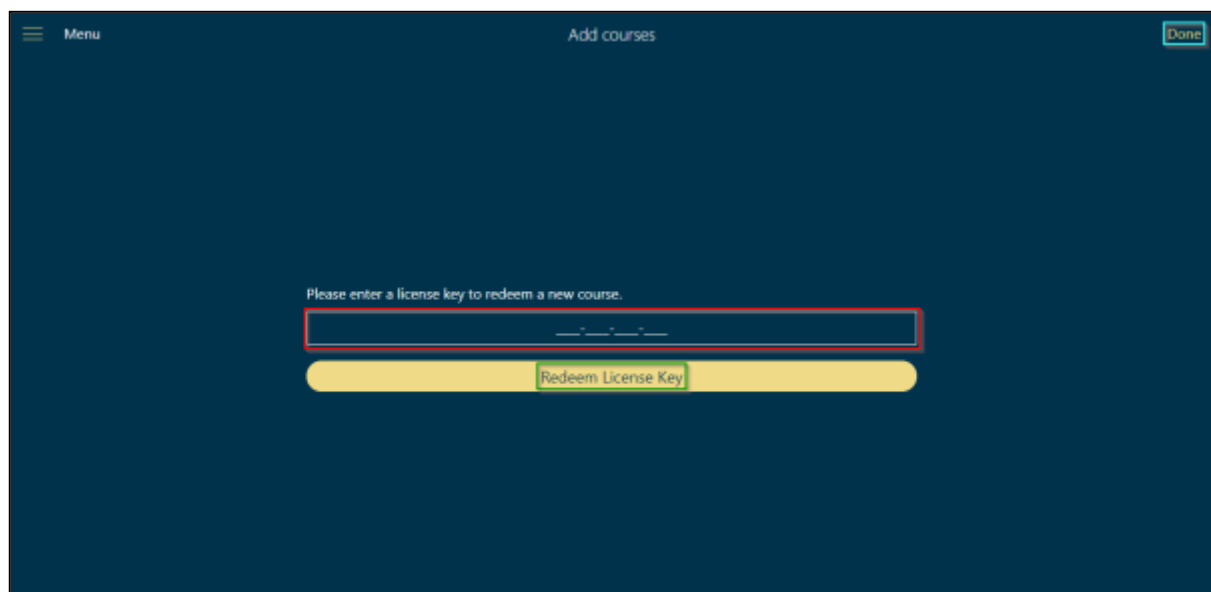 Menu
Add courses
Done
Please enter a license key to redeem a new course.
___-___-___-___
Redeem License Key